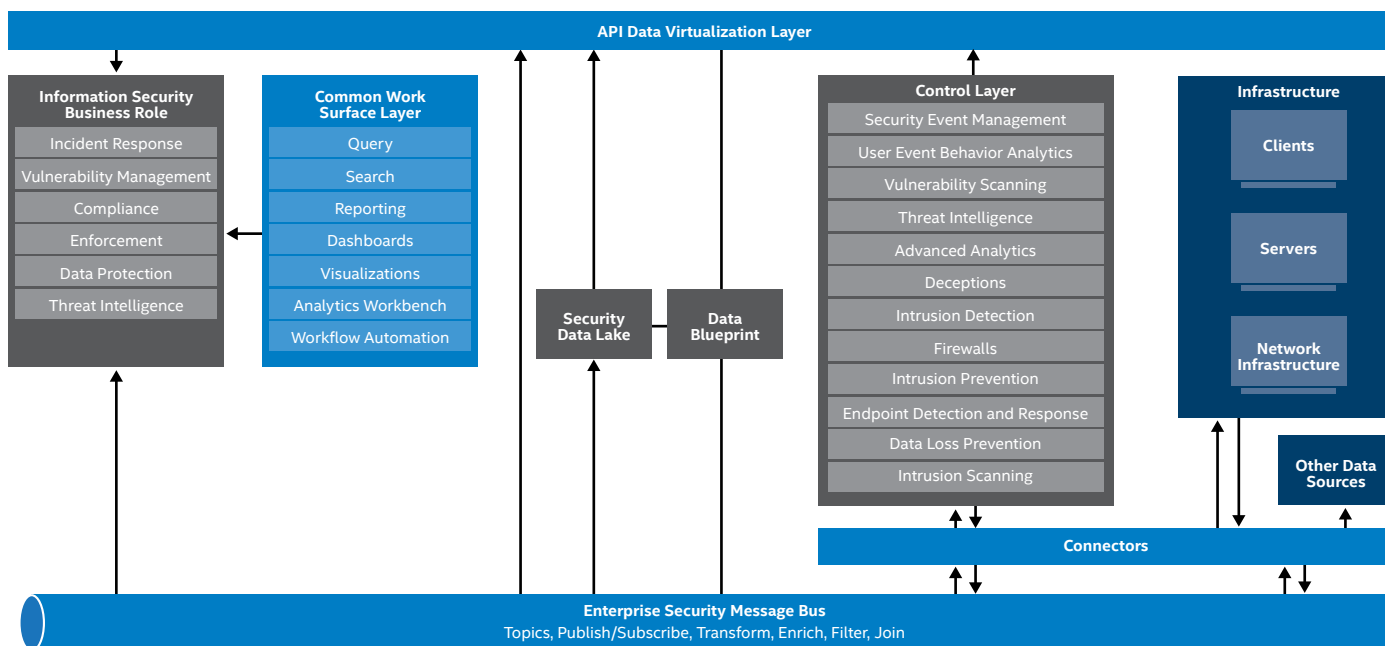 API Data Virtualization Layer
Information Security
Business Role
Incident Response
Vulnerability Management
Compliance
Enforcement
Data Protection
Threat Intelligence
Common Work
Surface Layer
Query
Search
Reporting
Dashboards
Visualizations
Analytics Workbench
Workflow Automation
Security
Data Lake
Data
Blueprint
Control Layer
Security Event Management
User Event Behavior Analytics
Vulnerability Scanning
Threat Intelligence
Advanced Analytics
Deceptions
Intrusion Detection
Firewalls
Intrusion Prevention
Endpoint Detection and Response
Data Loss Prevention
Intrusion Scanning
Infrastructure
Clients
Servers
Network
Infrastructure
Other Data
Sources
Connectors
Enterprise Security Message Bus
Topics, Publish/Subscribe, Transform, Enrich, Filter, Join